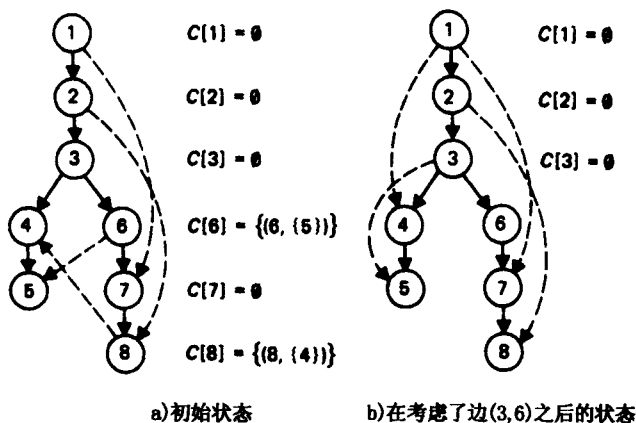 1 C[1] = ∅ 1 C[1] = ∅
2 C[2] = ∅ 2 C[2] = ∅
3 C[3] = ∅ 3 C[3] = ∅
4 6 C[6] = {(6, {5})} 4 6
5 7 C[7] = ∅ 5 7
8 C[8] = {(8, {4})} 8
a)初始状态 b)在考虑了边(3,6)之后的状态